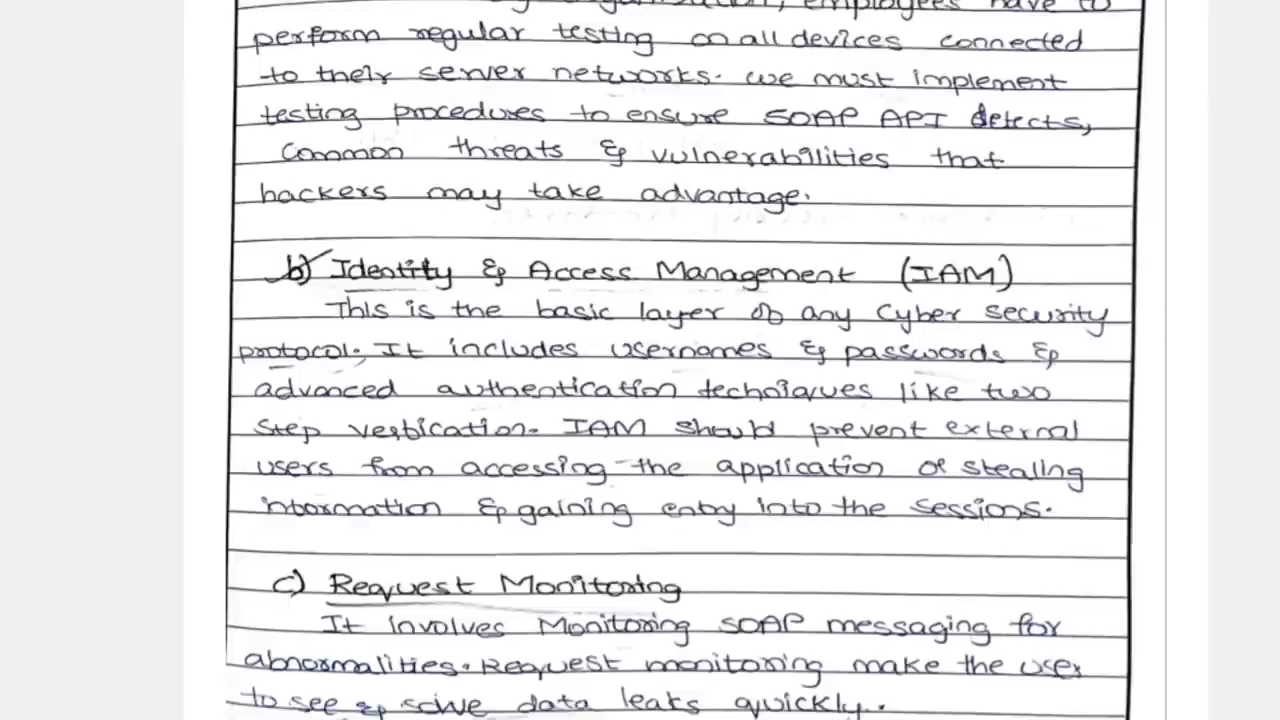 employees have to
perform regular testing on all devices connected
to their server networks. we must implement
testing procedures to ensure SOAP API detects,
Common threats & vulnerabilities that
hackers may take advantage.
b) Identity & Access Management (IAM)
This is the basic layer of any Cyber security
protocol. It includes usernames & passwords &
advanced authentication techniques like two
step verfication. IAM should prevent external
users from accessing the application or stealing
information & gaining entry into the sessions.
c) Request Monitoring
It involves Monitoring SOAP messaging for
abnormalities. Request monitoring make the user
to see & solve data leaks quickly.